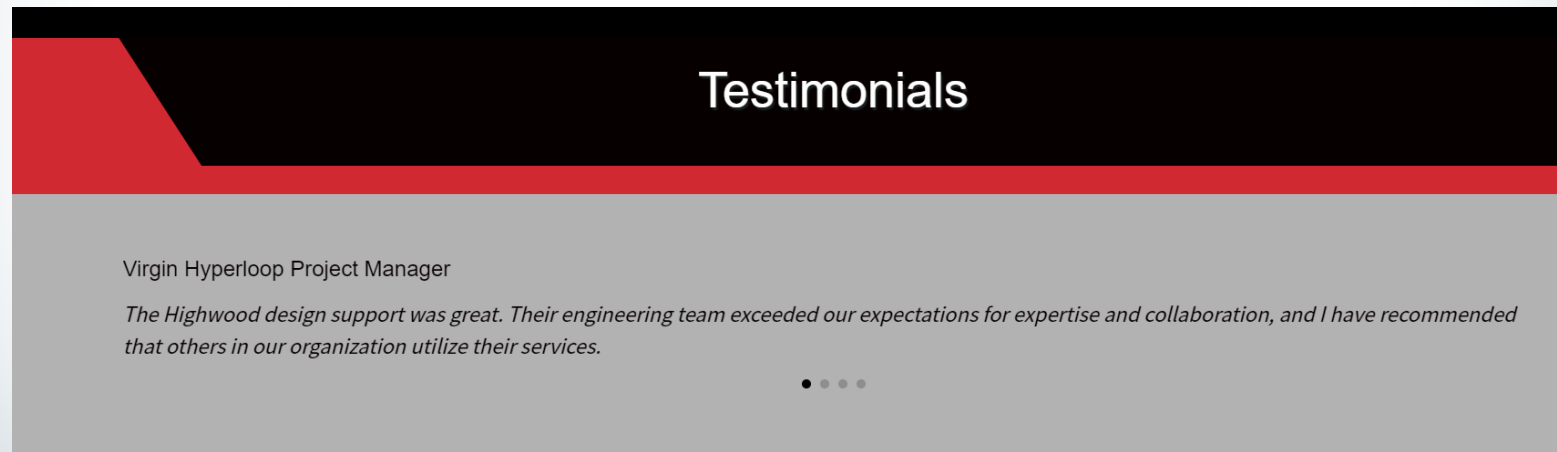 Testimonials
Virgin Hyperloop Project Manager
The Highwood design support was great. Their engineering team exceeded our expectations for expertise and collaboration, and I have recommended
that others in our organization utilize their services.